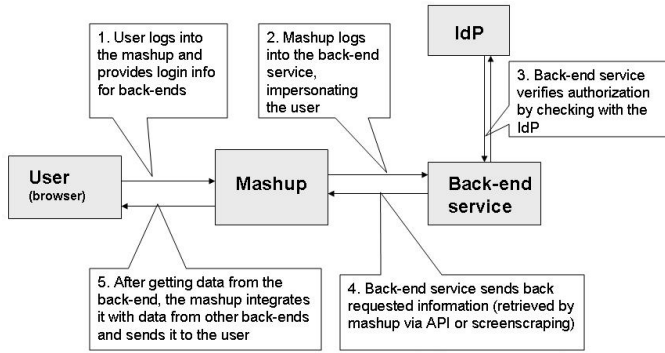 1. User logs into
the mashup and
provides login info
for back-ends
2. Mashup logs
into the back-end
service,
impersonating
the user
IdP
3. Back-end service
verifies authorization
by checking with the
IdP
User
(browser)
Mashup
Back-end
service
5. After getting data from the
back-end, the mashup integrates
it with data from other back-ends
and sends it to the user
4. Back-end service sends back
requested information (retrieved by
mashup via API or screenscraping)